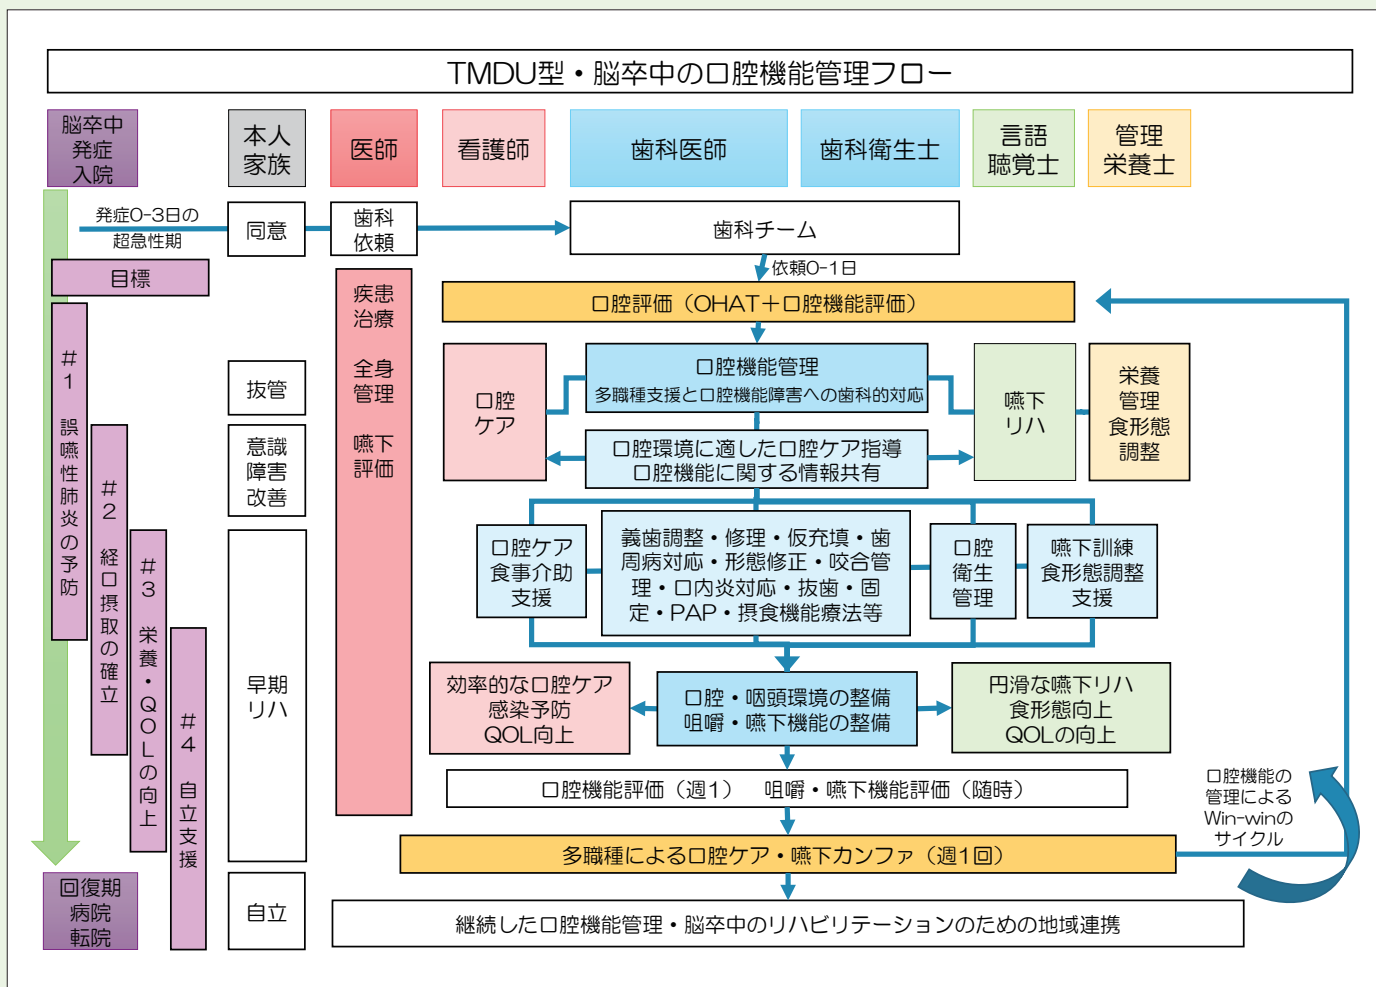 TMDU型・脳卒中の口腔機能管理フロー
脳卒中
発症
入院
本人
家族
医師
看護師
歯科医師
歯科衛生士
言語
聴覚士
管理
栄養士
発症0-3日の
超急性期
同意
歯科
依頼
歯科チーム
依頼0-1日
目標
口腔評価（OHAT＋口腔機能評価）
#1 誤嚥性肺炎の予防
#2 経口摂取の確立
#3 栄養・QOLの向上
#4 自立支援
抜管
意識
障害
改善
早期
リハ
自立
疾患
治療
全身
管理
嚥下
評価
口腔
ケア
口腔機能管理
多職種支援と口腔機能障害への歯科的対応
嚥下
リハ
栄養
管理
食形態
調整
口腔環境に適した口腔ケア指導
口腔機能に関する情報共有
口腔ケア
食事介助
支援
義歯調整・修理・仮充填・歯
周病対応・形態修正・咬合管
理・口内炎対応・抜歯・固
定・PAP・摂食機能療法等
口腔
衛生
管理
嚥下訓練
食形態調整
支援
効率的な口腔ケア
感染予防
QOL向上
口腔・咽頭環境の整備
咀嚼・嚥下機能の整備
円滑な嚥下リハ
食形態向上
QOLの向上
口腔機能評価（週1） 咀嚼・嚥下機能評価（随時）
口腔機能の
管理による
Win-winの
サイクル
多職種による口腔ケア・嚥下カンファ（週1回）
回復期
病院
転院
継続した口腔機能管理・脳卒中のリハビリテーションのための地域連携